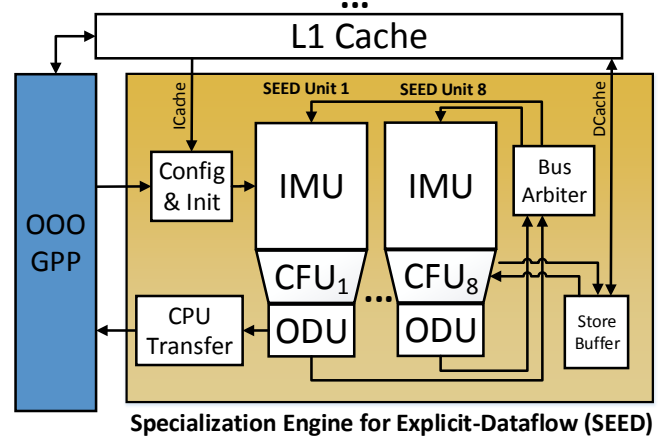 ...
L1 Cache
SEED Unit 1
SEED Unit 8
ICache
DCache
OOO
GPP
Config
& Init
IMU
IMU
Bus
Arbiter
CFU1
...
CFU8
CPU
Transfer
ODU
ODU
Store
Buffer
Specialization Engine for Explicit-Dataflow (SEED)